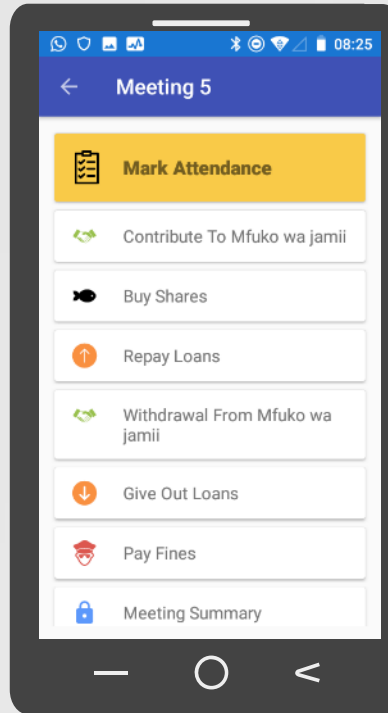 08:25
Meeting 5
Mark Attendance
Contribute To Mfuko wa jamii
Buy Shares
Repay Loans
Withdrawal From Mfuko wa
jamii
Give Out Loans
Pay Fines
Meeting Summary